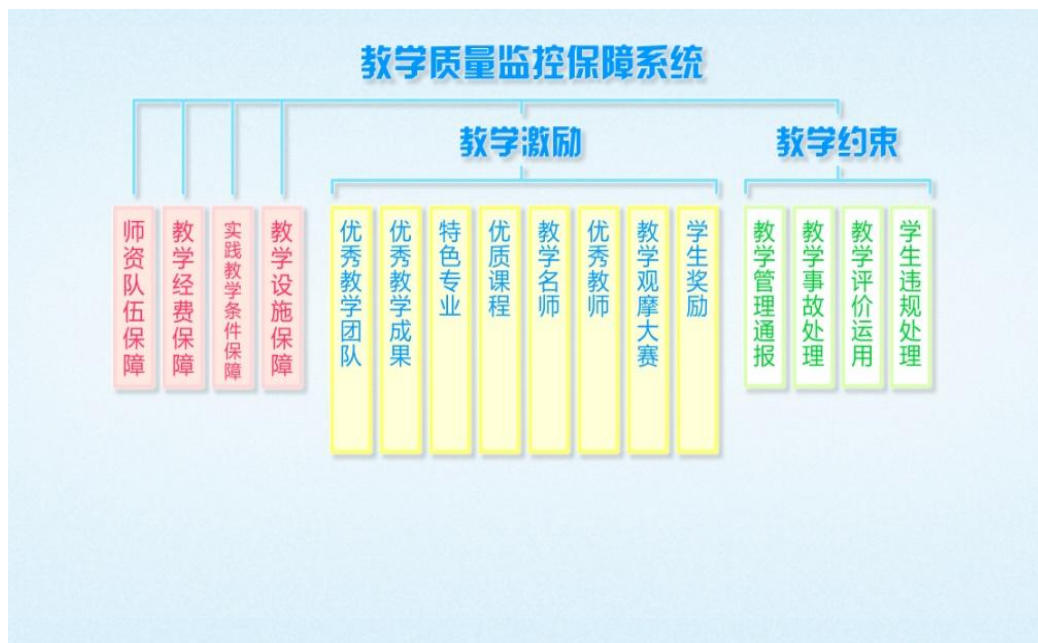 教学质量监控保障系统
教学激励
教学约束
师资队伍保障
教学经费保障
实践教学条件保障
教学设施保障
优秀教学团队
优秀教学成果
特色专业
优质课程
教学名师
优秀教师
教学观摩大赛
学生奖励
教学管理通报
教学事故处理
教学评价运用
学生违规处理